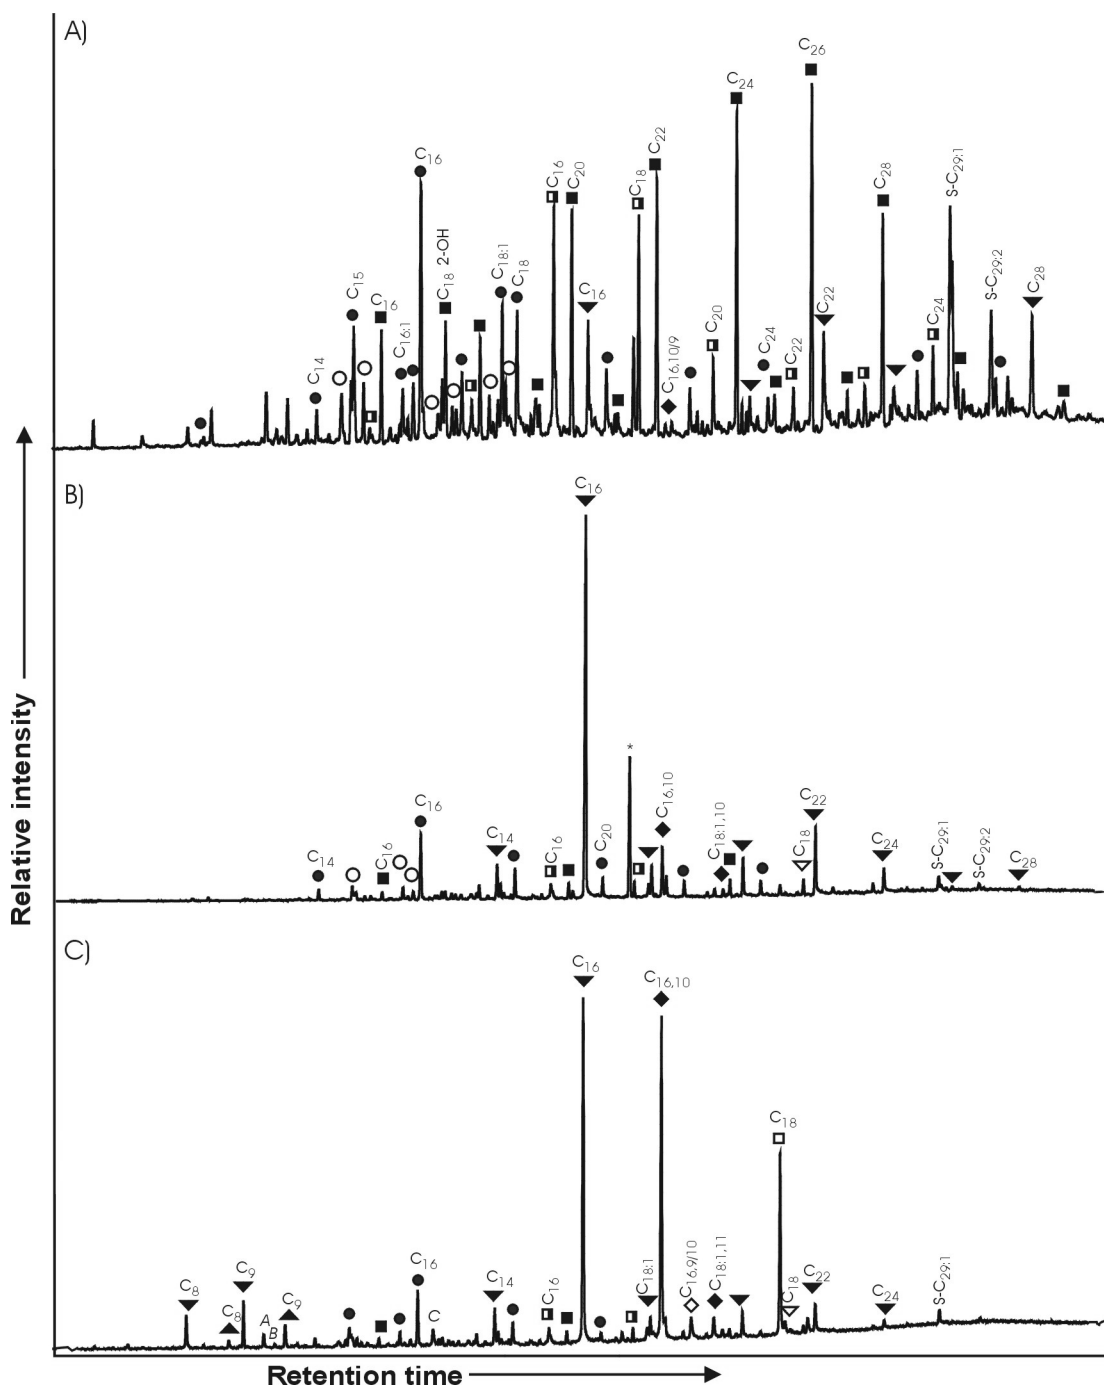 A)
C26
C24
C16
C22
C16
C20
C18
C28
S-C29:1
C15
C16
C18 2-OH
C18:1
C18
C16
C14
C16:1
C16,10/9
C20
C24
C22
C22
C24
S-C29:2
C28
B)
C16
*
C14
C16
C16
C14
C16
C20
C16,10
C18:1,10
C18
C22
C24
S-C29:1
S-C29:2
C28
C)
C16
C16,10
C18
C8
C8
C9
A
B
C9
C16
C
C14
C16
C18:1
C16,9/10
C18:1,11
C18
C22
C24
S-C29:1
Relative intensity
Retention time